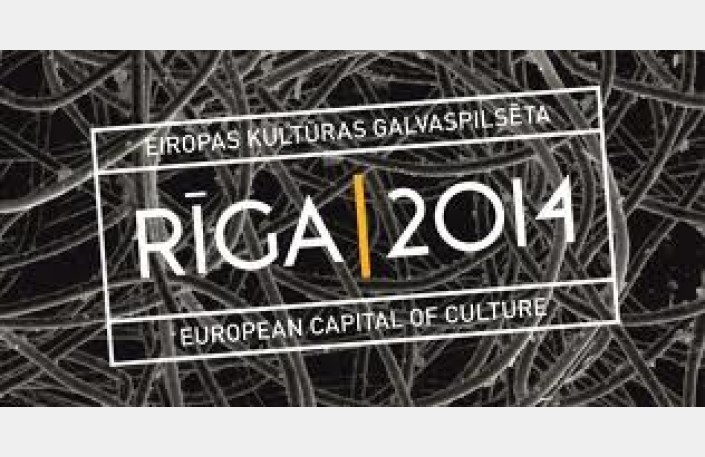 EIROPAS KULTŪRAS GALVASPILSĒTA
RĪGA|2014
EUROPEAN CAPITAL OF CULTURE